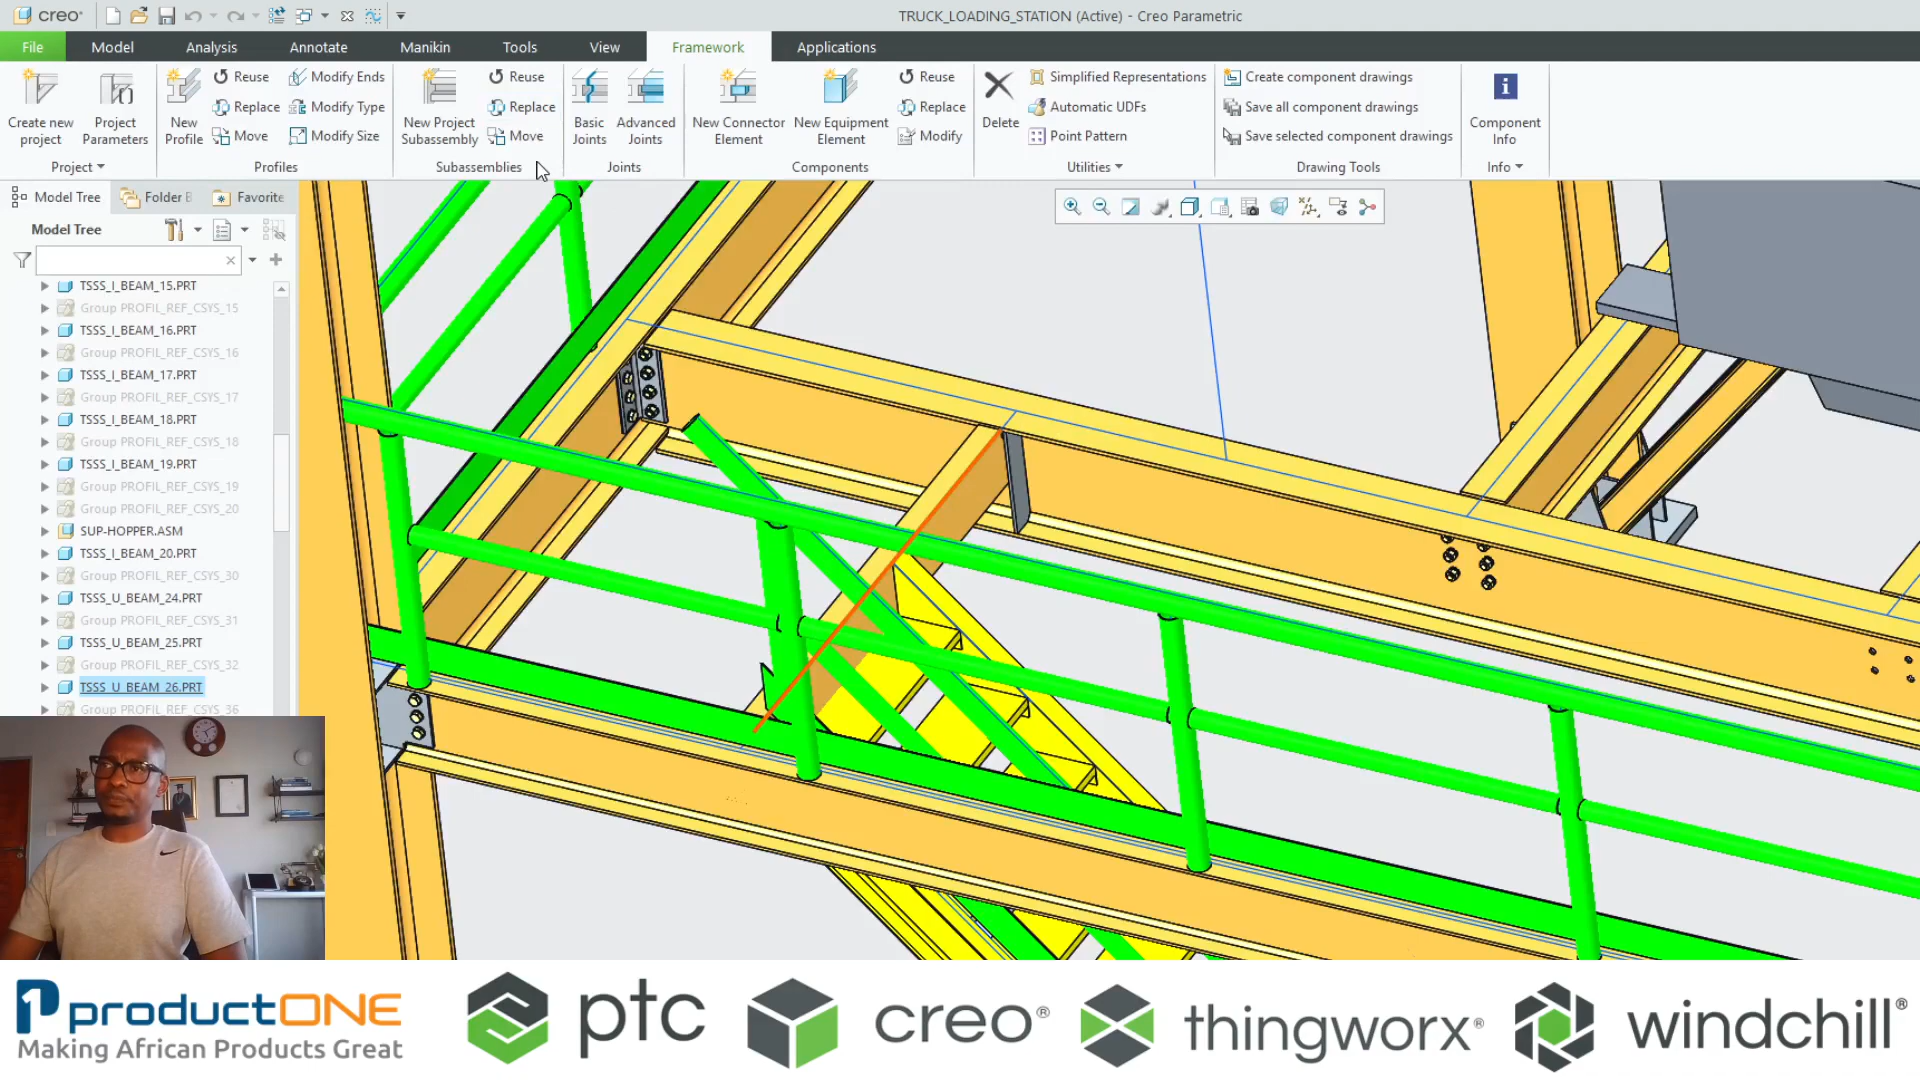 creo®
TRUCK_LOADING_STATION (Active) - Creo Parametric
File
Model
Analysis
Annotate
Manikin
Tools
View
Framework
Applications
Create new project
Project Parameters
Project
New Profile
Reuse
Replace
Move
Modify Ends
Modify Type
Modify Size
Profiles
New Project Subassembly
Reuse
Replace
Move
Subassemblies
Basic Joints
Advanced Joints
Joints
New Connector Element
New Equipment Element
Reuse
Replace
Modify
Components
Delete
Simplified Representations
Automatic UDFs
Point Pattern
Utilities
Create component drawings
Save all component drawings
Save selected component drawings
Drawing Tools
Component Info
Info
Model Tree
Folder B
Favorite
Model Tree
TSSS_I_BEAM_15.PRT
Group PROFIL_REF_CSYS_15
TSSS_I_BEAM_16.PRT
Group PROFIL_REF_CSYS_16
TSSS_I_BEAM_17.PRT
Group PROFIL_REF_CSYS_17
TSSS_I_BEAM_18.PRT
Group PROFIL_REF_CSYS_18
TSSS_I_BEAM_19.PRT
Group PROFIL_REF_CSYS_19
Group PROFIL_REF_CSYS_20
SUP-HOPPER.ASM
TSSS_I_BEAM_20.PRT
Group PROFIL_REF_CSYS_30
TSSS_U_BEAM_24.PRT
Group PROFIL_REF_CSYS_31
TSSS_U_BEAM_25.PRT
Group PROFIL_REF_CSYS_32
TSSS_U_BEAM_26.PRT
Group PROFIL_REF_CSYS_36
productONE
Making African Products Great
ptc
creo®
thingworx®
windchill®